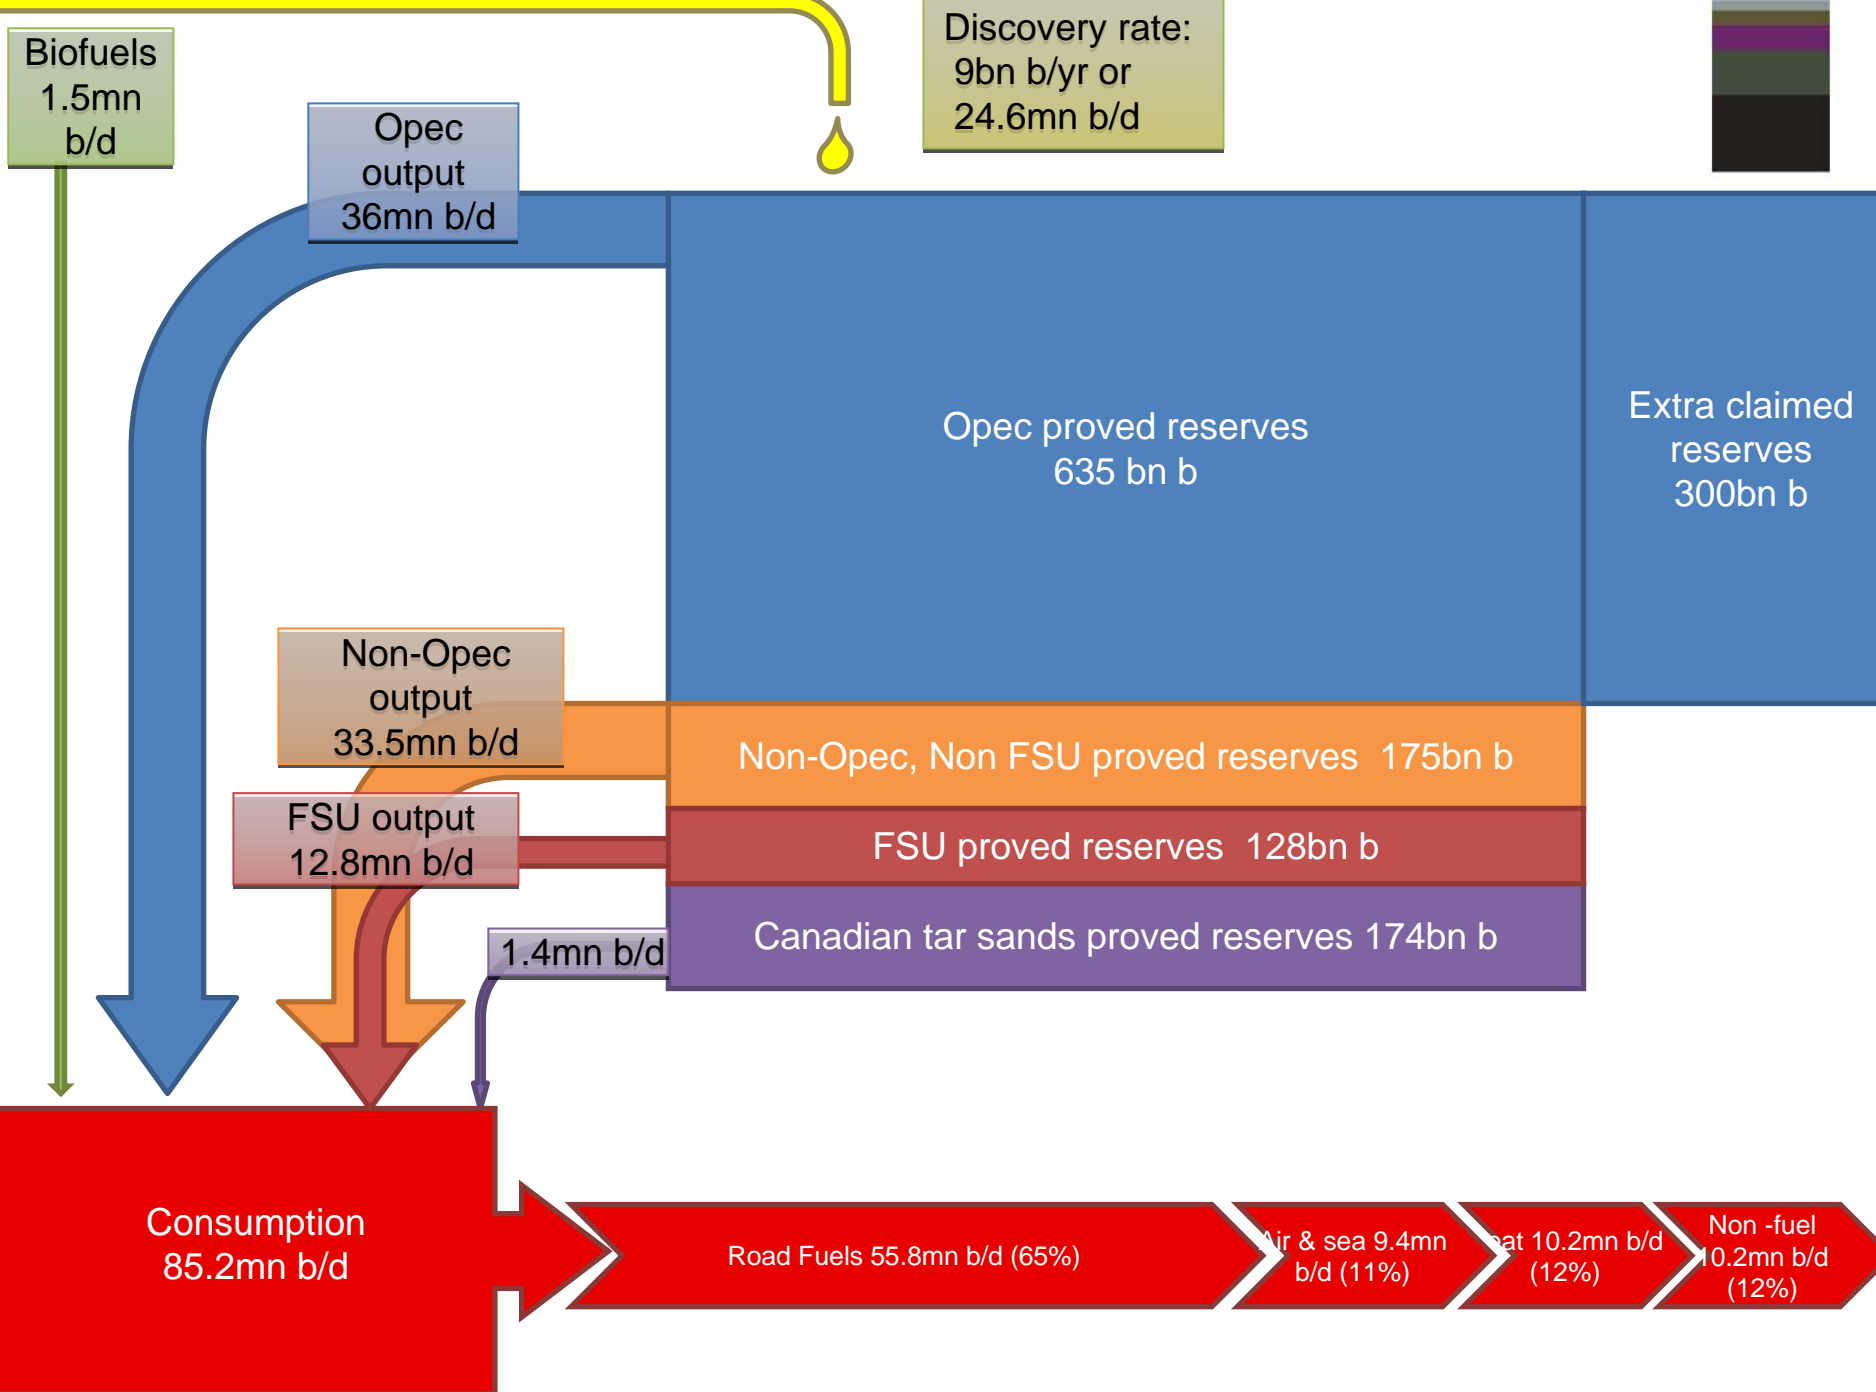 Biofuels
1.5mn
b/d
Discovery rate:
9bn b/yr or
24.6mn b/d
Opec
output
36mn b/d
Opec proved reserves
635 bn b
Extra claimed
reserves
300bn b
Non-Opec
output
33.5mn b/d
Non-Opec, Non FSU proved reserves 175bn b
FSU output
12.8mn b/d
FSU proved reserves 128bn b
1.4mn b/d
Canadian tar sands proved reserves 174bn b
Consumption
85.2mn b/d
Road Fuels 55.8mn b/d (65%)
Air & sea 9.4mn
b/d (11%)
eat 10.2mn b/d
(12%)
Non -fuel
10.2mn b/d
(12%)